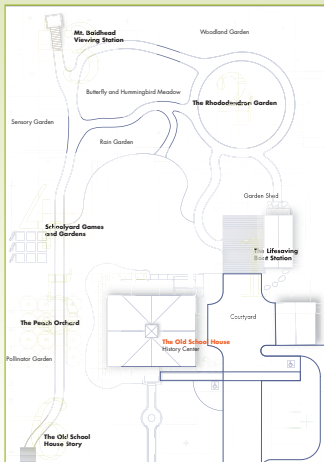 Mt. Baldhead
Viewing Station
Woodland Garden
Butterfly and Hummingbird Meadow
The Rhododendron Garden
Sensory Garden
Rain Garden
Garden Shed
Schoolyard Games
and Gardens
The Lifesaving
Boat Station
Courtyard
The Peach Orchard
The Old School House
History Center
Pollinator Garden
The Old School
House Story